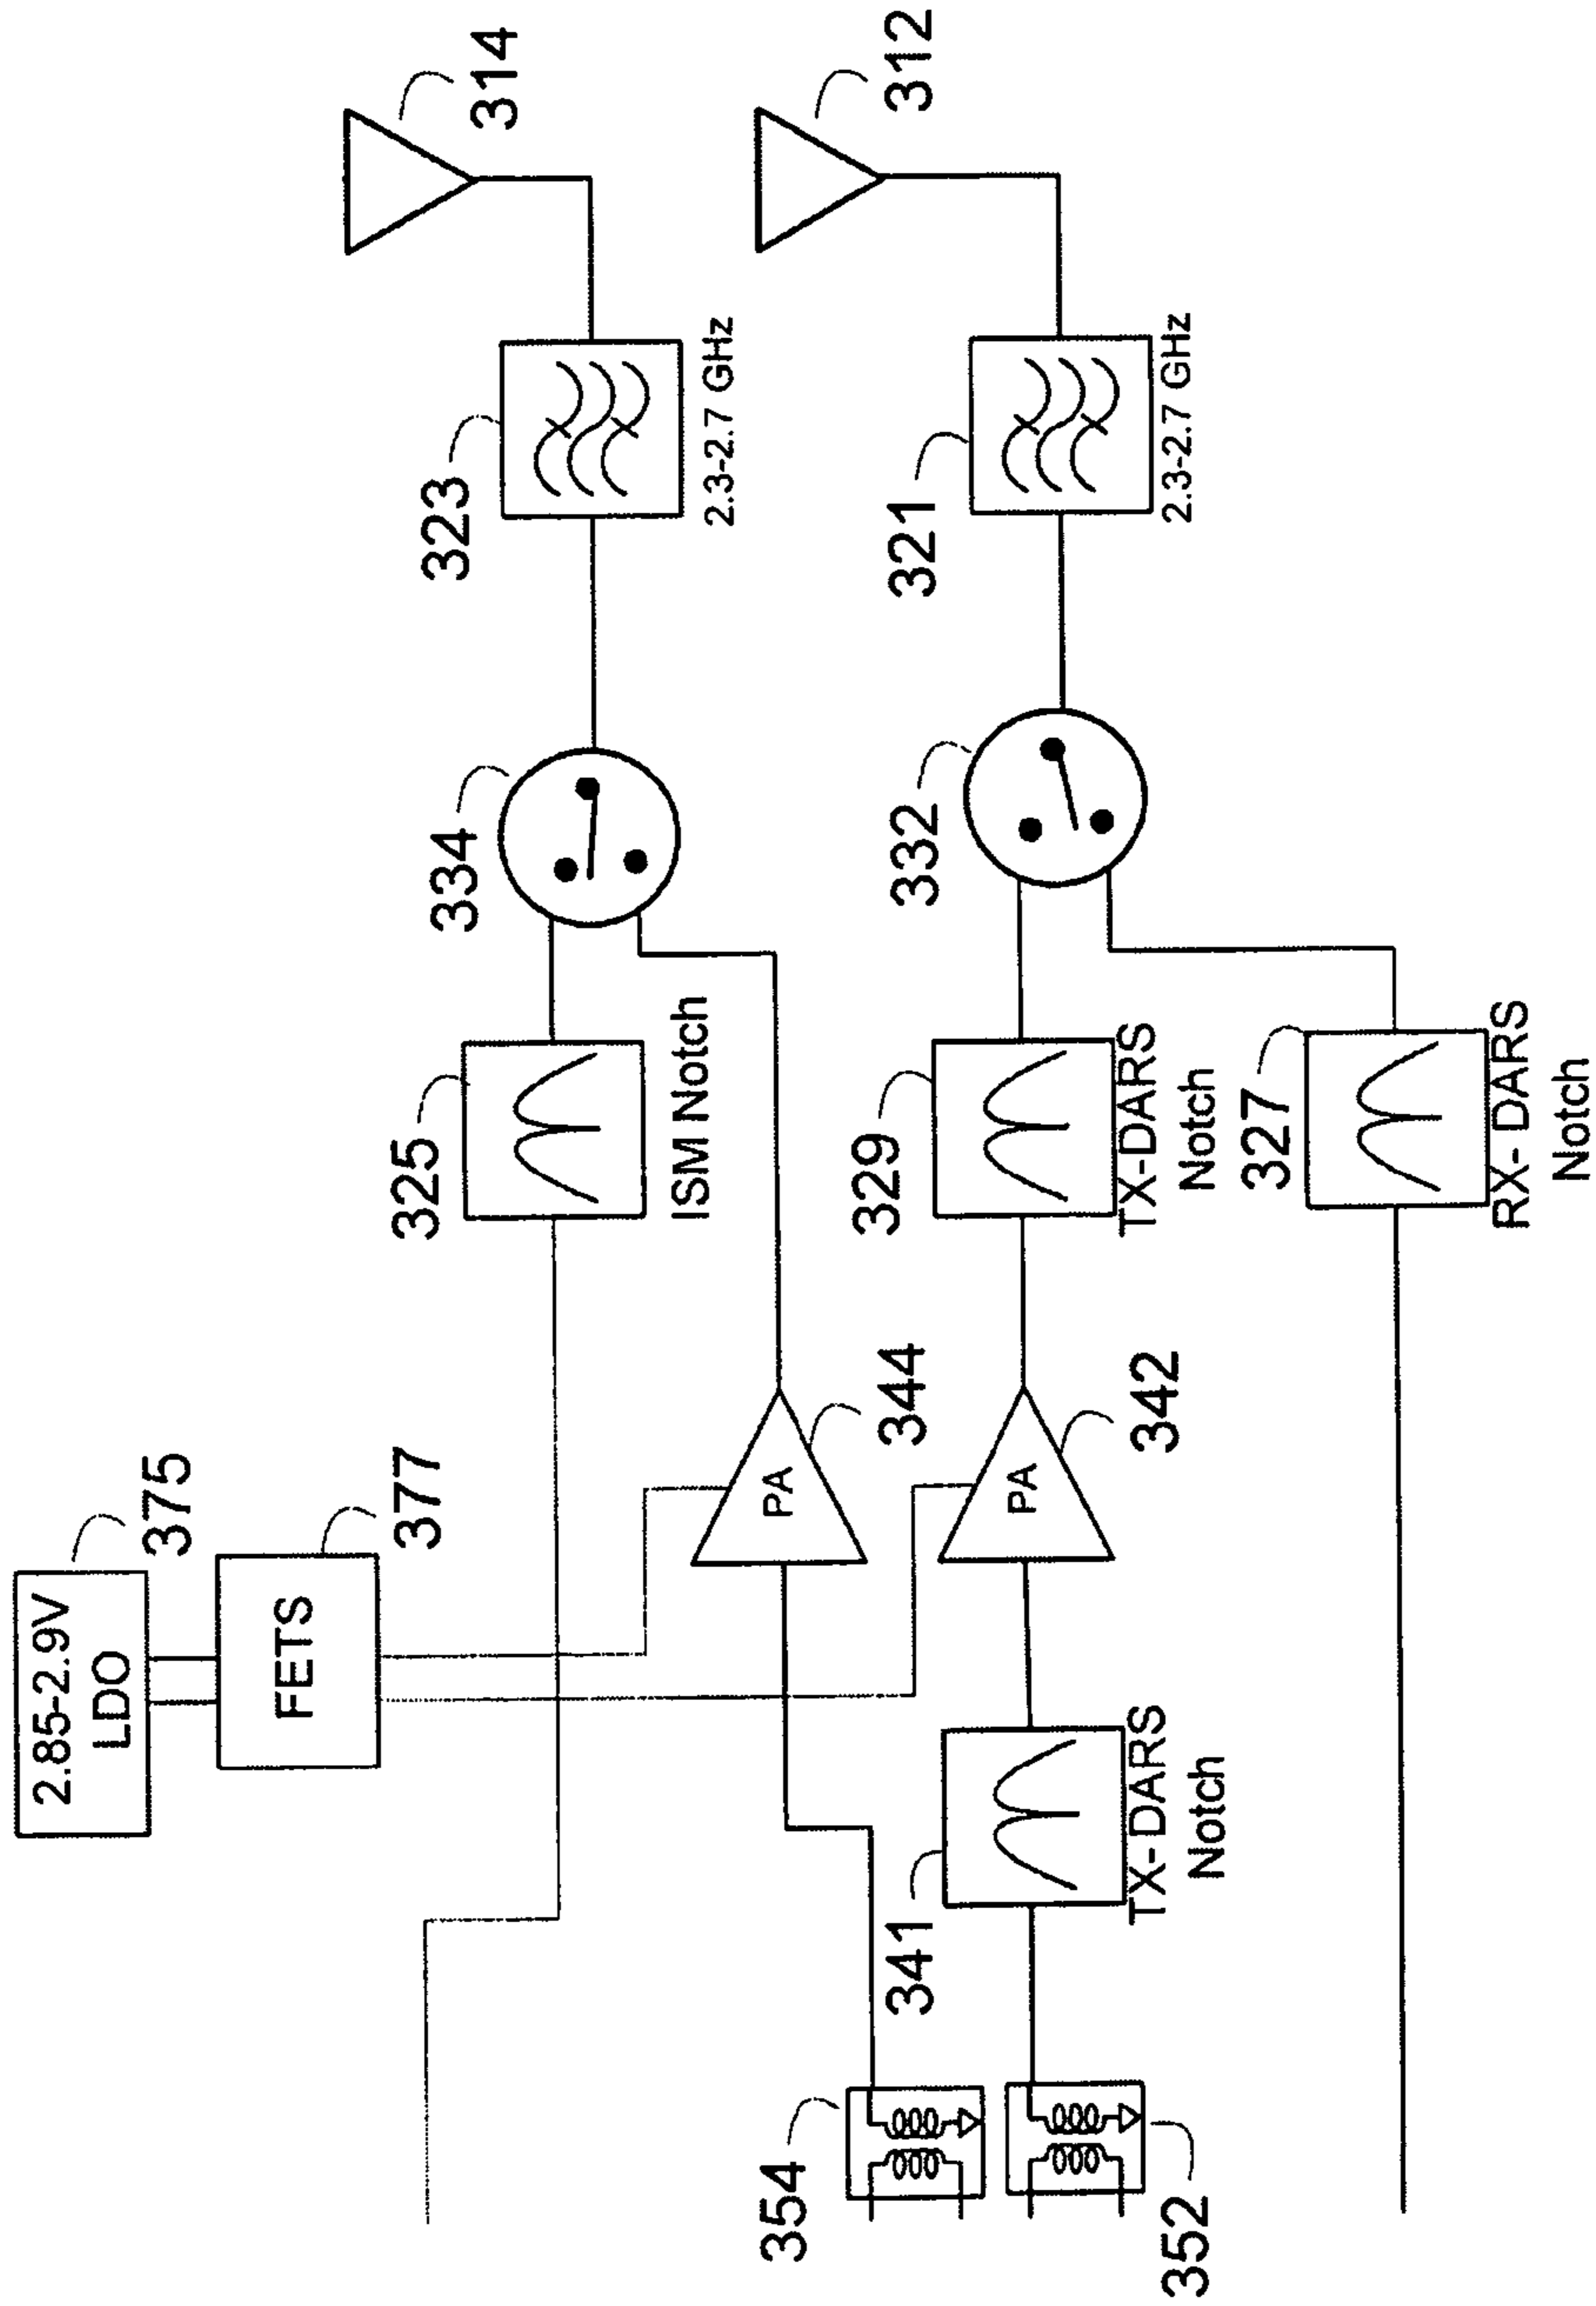 2.85-2.9V
LDO
375
FETS
377
314
312
323
2.3-2.7 GHz
334
325
ISM Notch
PA
344
321
2.3-2.7 GHz
332
329
TX-DARS
Notch
PA
342
341
TX-DARS
Notch
327
RX- DARS
Notch
354
352